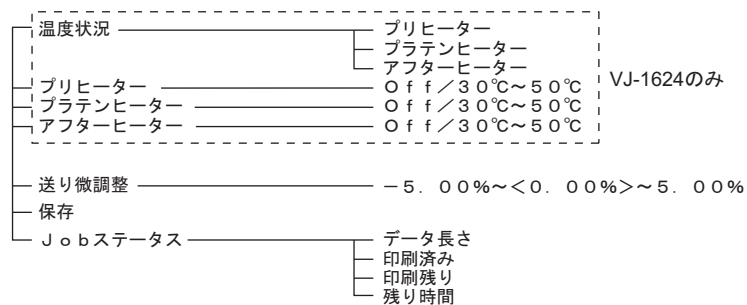 温度状況 プリヒーター
プラテンヒーター
アフターヒーター
プリヒーター Off/30℃～50℃ VJ-1624のみ
プラテンヒーター Off/30℃～50℃
アフターヒーター Off/30℃～50℃
送り微調整 －5．00%～<0．00%>～5．00%
保存
Ｊｏｂステータス データ長さ
印刷済み
印刷残り
残り時間